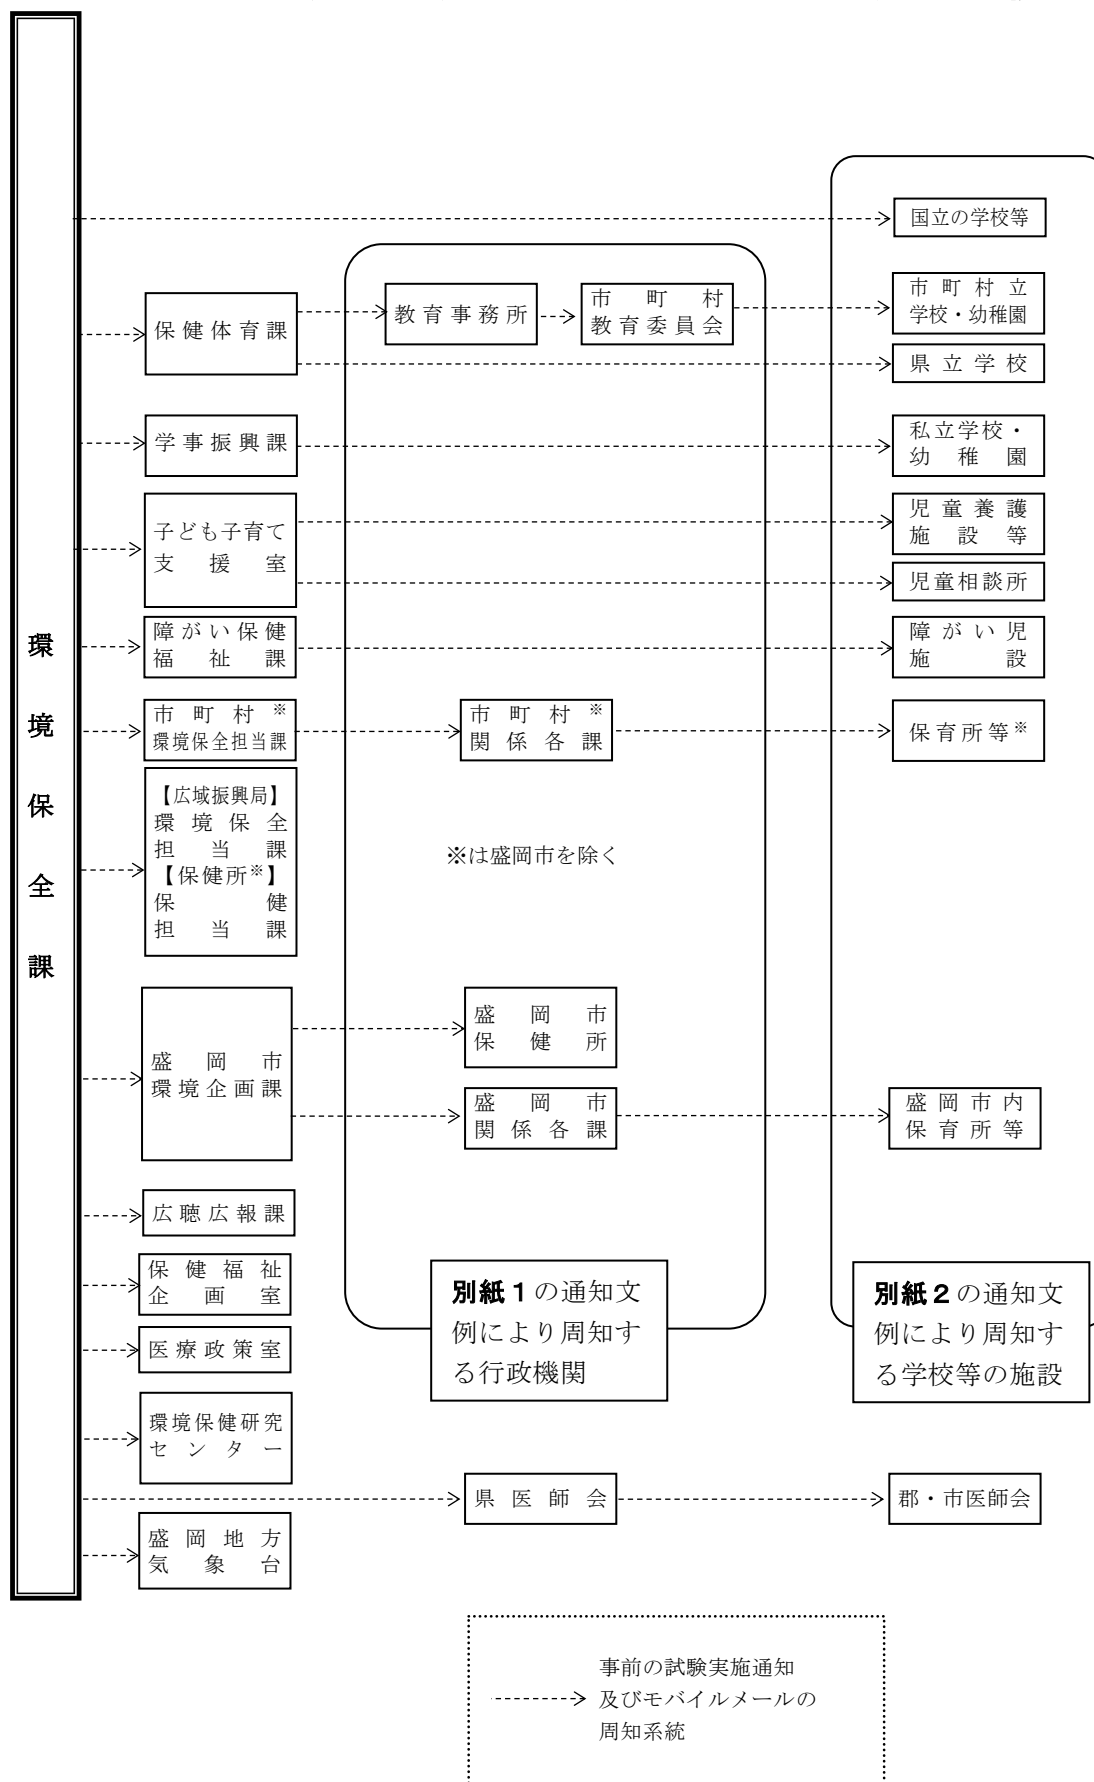 環境保全課
国立の学校等
保健体育課
教育事務所
市町村
教育委員会
市町村立
学校・幼稚園
県立学校
学事振興課
私立学校・
幼稚園
子ども子育て
支援室
児童養護
施設等
児童相談所
障がい保健
福祉課
障がい児
施設
市町村※
環境保全担当課
市町村※
関係各課
保育所等※
【広域振興局】
環境保全
担当課
【保健所※】
保健
担当課
※は盛岡市を除く
盛岡市
環境企画課
盛岡市
保健所
盛岡市
関係各課
盛岡市内
保育所等
広聴広報課
保健福祉
企画室
医療政策室
環境保健研究
センター
別紙1の通知文
例により周知す
る行政機関
別紙2の通知文
例により周知す
る学校等の施設
県医師会
郡・市医師会
盛岡地方
気象台
事前の試験実施通知
及びモバイルメールの
周知系統